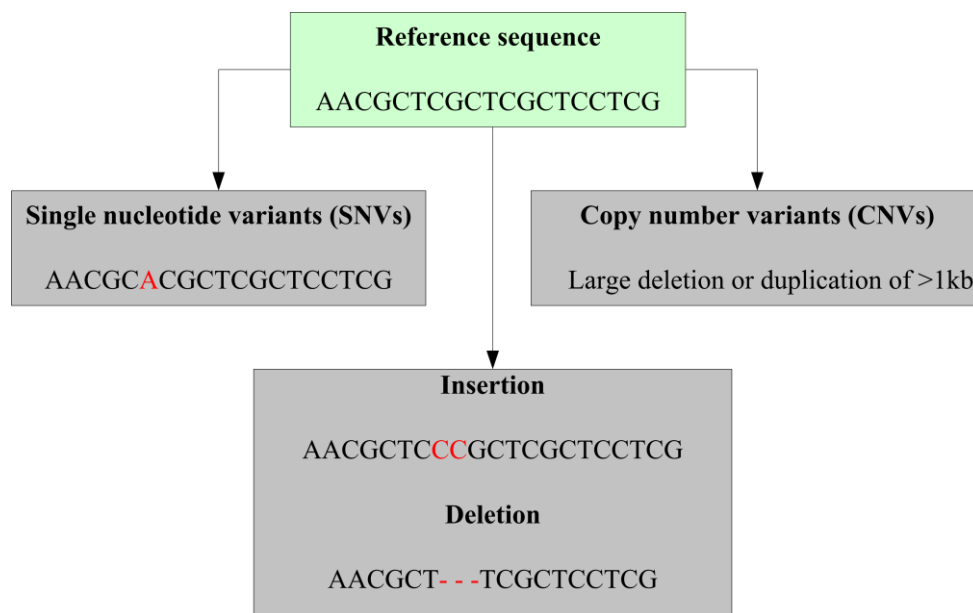 Reference sequence
AACGCTCGCTCGCTCCTCG
Single nucleotide variants (SNVs)
AACGCACGCTCGCTCCTCG
Copy number variants (CNVs)
Large deletion or duplication of >1kb
Insertion
AACGCTCCCGCTCGCTCCTCG
Deletion
AACGCT- - -TCGCTCCTCG